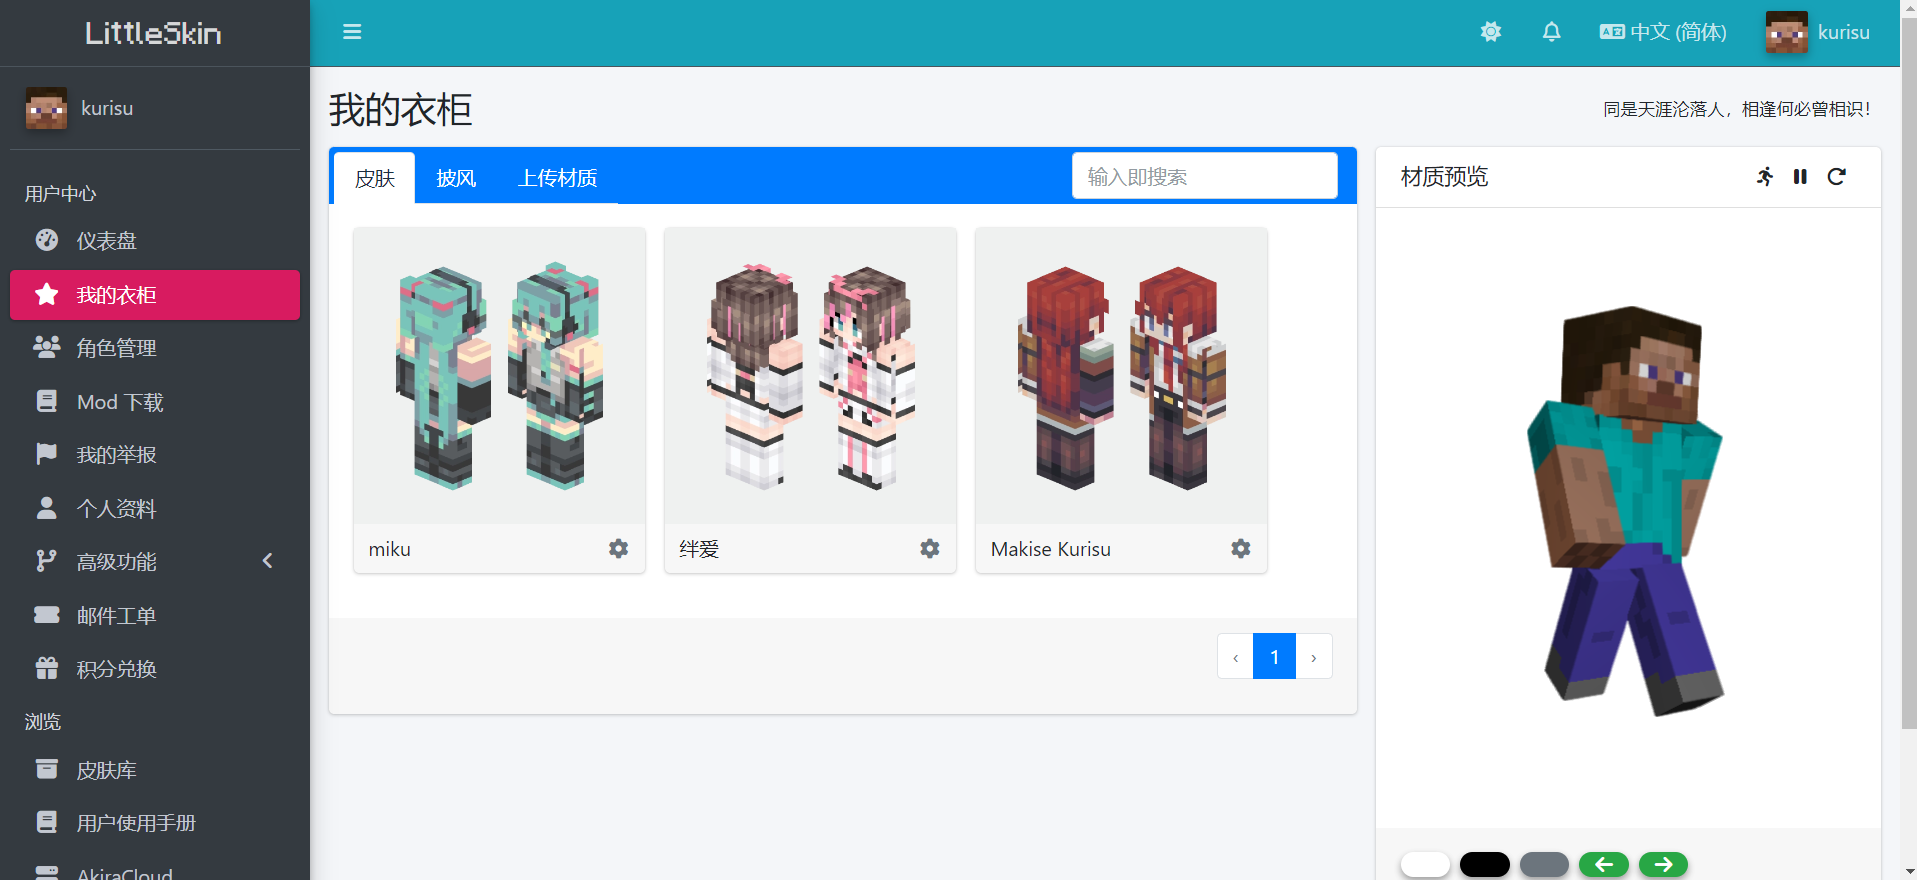 LittleSkin
中文 (简体)
kurisu
kurisu
用户中心
仪表盘
我的衣柜
角色管理
Mod 下载
我的举报
个人资料
高级功能
邮件工单
积分兑换
浏览
皮肤库
用户使用手册
AkiraCloud
我的衣柜
同是天涯沦落人，相逢何必曾相识！
皮肤
披风
上传材质
输入即搜索
miku
绊爱
Makise Kurisu
‹ 1 ›
材质预览